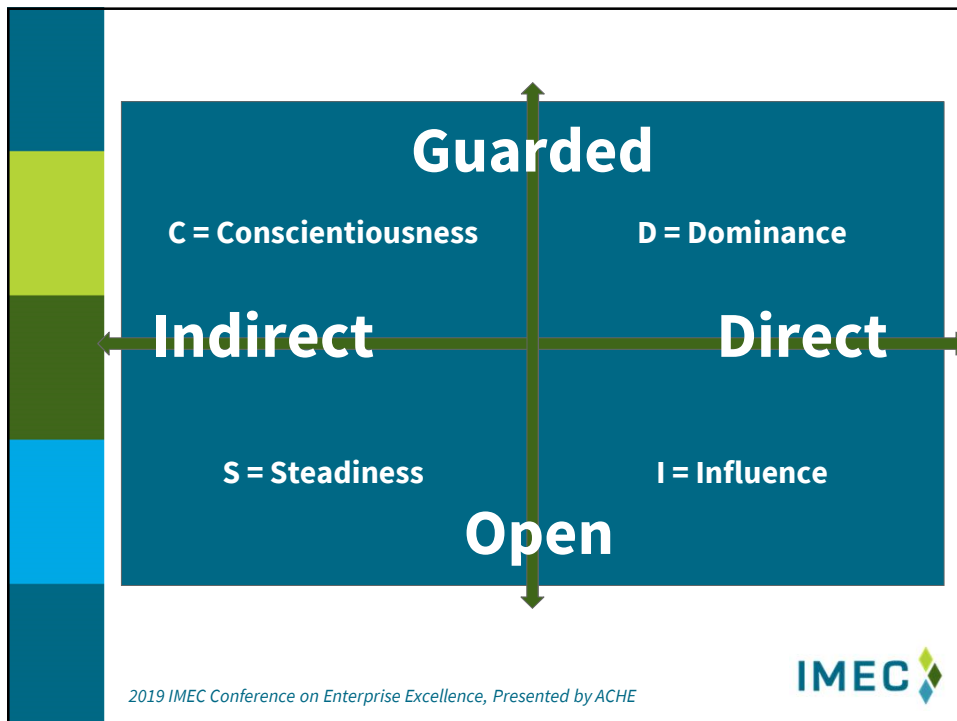 Guarded
C = Conscientiousness
D = Dominance
Indirect
Direct
S = Steadiness
I = Influence
Open
2019 IMEC Conference on Enterprise Excellence, Presented by ACHE
IMEC